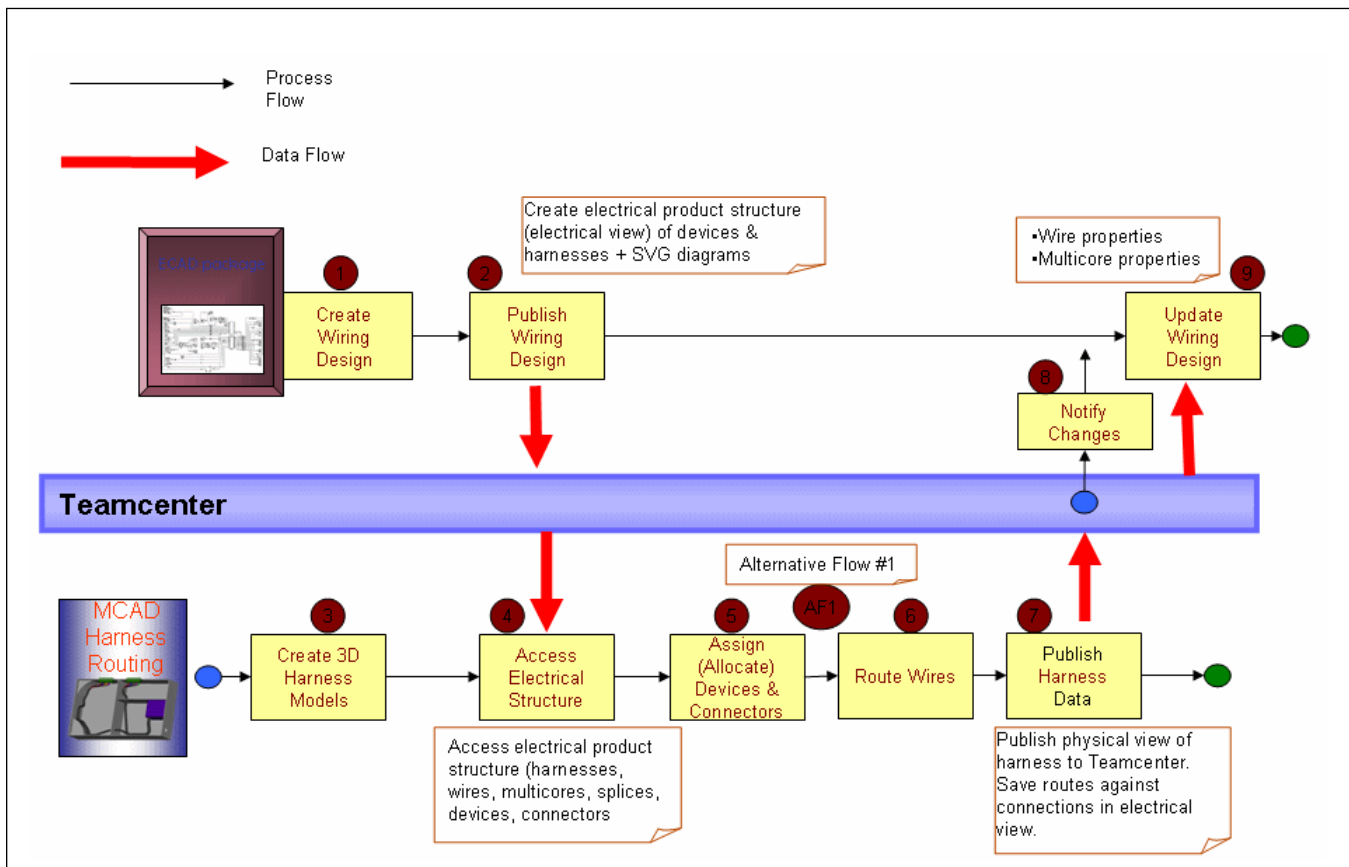 Process
Flow
Data Flow
Create electrical product structure
(electrical view) of devices &
harnesses + SVG diagrams
▪Wire properties
▪Multicore properties
ECAD package
1
2
9
Create
Wiring
Design
Publish
Wiring
Design
Update
Wiring
Design
8
Notify
Changes
Teamcenter
Alternative Flow #1
MCAD
Harness
Routing
3
4
5
AF1
6
7
Create 3D
Harness
Models
Access
Electrical
Structure
Assign
(Allocate)
Devices &
Connectors
Route Wires
Publish
Harness
Data
Access electrical product
structure (harnesses,
wires, multicores, splices,
devices, connectors
Publish physical view of
harness to Teamcenter.
Save routes against
connections in electrical
view.